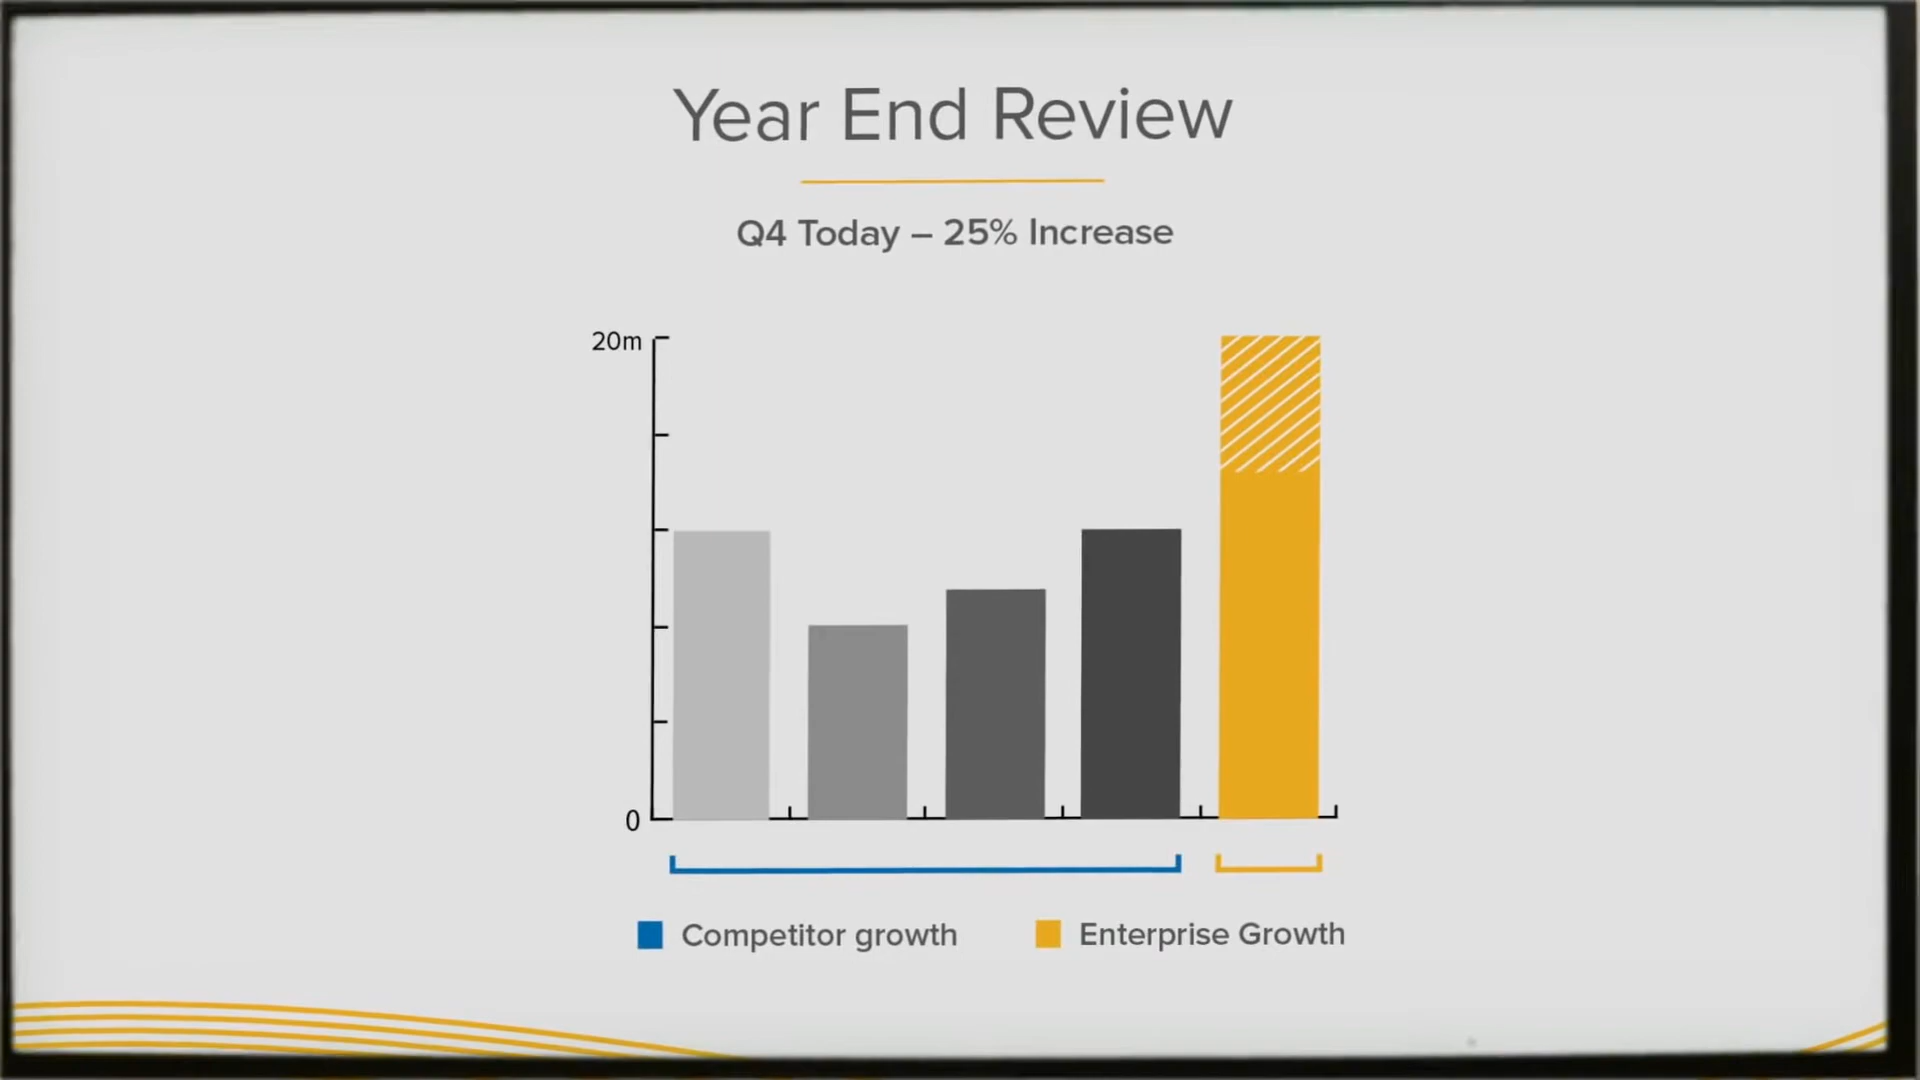 Year End Review
Q4 Today – 25% Increase
20m
0
Competitor growth
Enterprise Growth